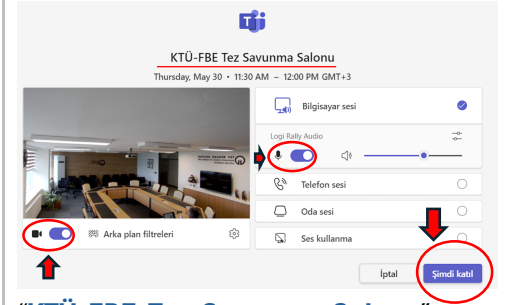 KTÜ-FBE Tez Savunma Salonu
Thursday, May 30 • 11:30 AM – 12:00 PM GMT+3
Bilgisayar sesi
Logi Rally Audio
Telefon sesi
Oda sesi
Ses kullanma
Arka plan filtreleri
İptal
Şimdi katıl